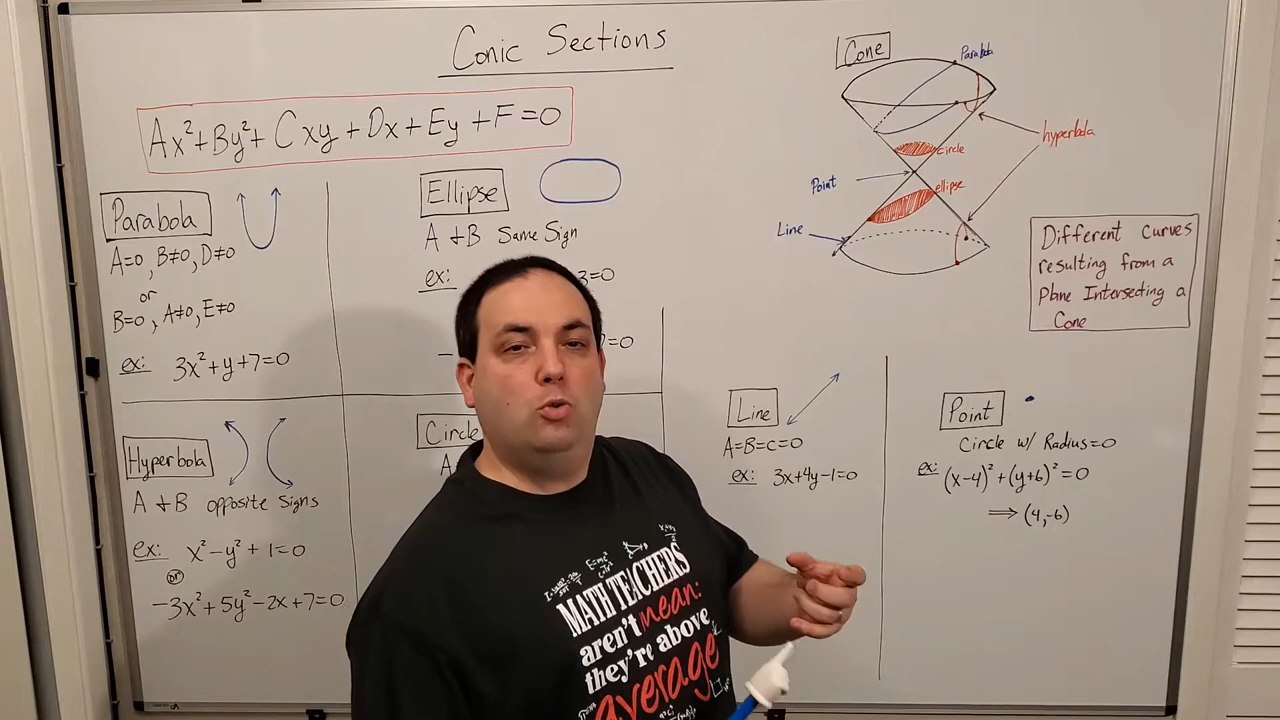 Conic Sections
Ax²+By²+Cxy+Dx+Ey+F=0
Parabola
A=0, B≠0, D≠0
or
B=0, A≠0, E≠0
ex: 3x²+y+7=0
Ellipse
A + B Same Sign
ex: 3=0
=0
Hyperbola
A + B opposite Signs
ex: x²-y²+1=0
or
-3x²+5y²-2x+7=0
Circle
A
Cone
Parabola
hyperbola
circle
Point
ellipse
Line
Different curves
resulting from a
Plane Intersecting a
Cone
Line
A=B=C=0
ex: 3x+4y-1=0
Point
Circle w/ Radius=0
ex: (x-4)²+(y+6)²=0
⟹ (4,-6)
MATH TEACHERS
aren't mean:
they're above
average
E=mc²